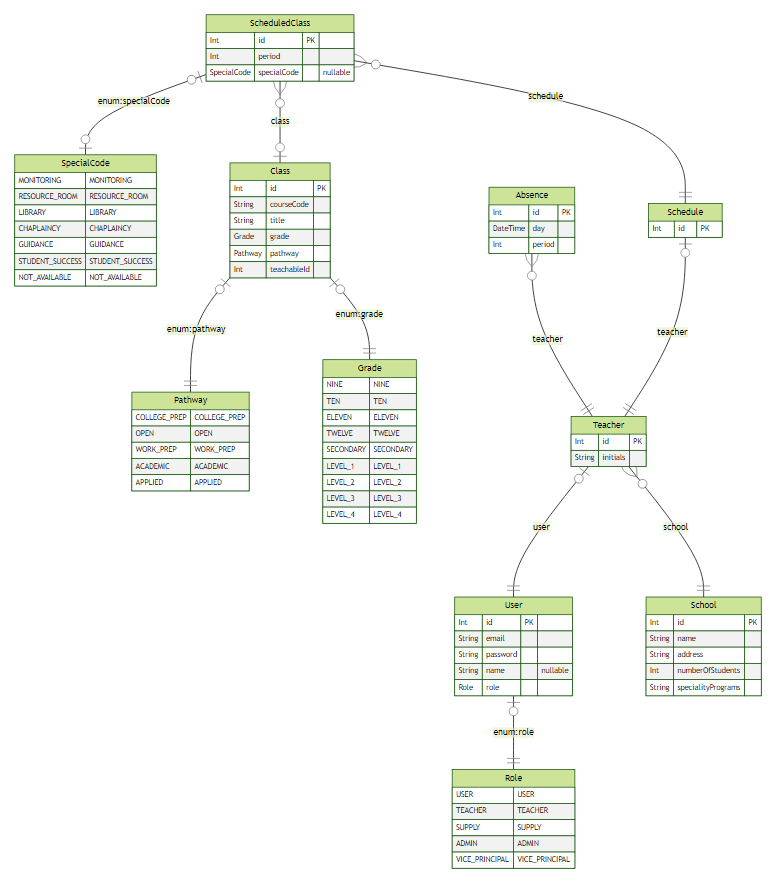 ScheduledClass
Int id PK
Int period
SpecialCode specialCode nullable
enum:specialCode
class
schedule
SpecialCode
MONITORING MONITORING
RESOURCE_ROOM RESOURCE_ROOM
LIBRARY LIBRARY
CHAPLAINCY CHAPLAINCY
GUIDANCE GUIDANCE
STUDENT_SUCCESS STUDENT_SUCCESS
NOT_AVAILABLE NOT_AVAILABLE
Class
Int id PK
String courseCode
String title
Grade grade
Pathway pathway
Int teachableId
Absence
Int id PK
DateTime day
Int period
Schedule
Int id PK
enum:pathway
enum:grade
teacher
teacher
Pathway
COLLEGE_PREP COLLEGE_PREP
OPEN OPEN
WORK_PREP WORK_PREP
ACADEMIC ACADEMIC
APPLIED APPLIED
Grade
NINE NINE
TEN TEN
ELEVEN ELEVEN
TWELVE TWELVE
SECONDARY SECONDARY
LEVEL_1 LEVEL_1
LEVEL_2 LEVEL_2
LEVEL_3 LEVEL_3
LEVEL_4 LEVEL_4
Teacher
Int id PK
String initials
user
school
User
Int id PK
String email
String password
String name nullable
Role role
School
Int id PK
String name
String address
Int numberOfStudents
String specialityPrograms
enum:role
Role
USER USER
TEACHER TEACHER
SUPPLY SUPPLY
ADMIN ADMIN
VICE_PRINCIPAL VICE_PRINCIPAL